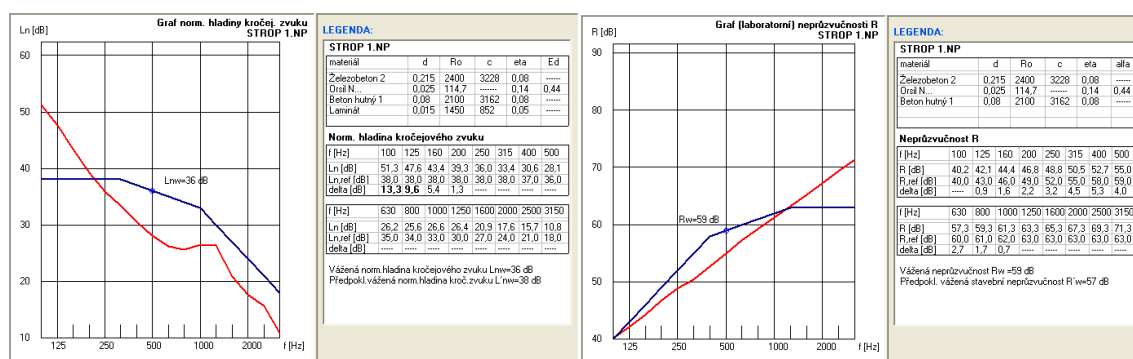 Graf norm. hladiny kročej. zvuku
Ln [dB] STROP 1.NP
60
50
40
30
20
10
Lnw=36 dB
125 250 500 1000 2000 f [Hz]
LEGENDA:
STROP 1.NP
materiál d Ro c eta Ed
Železobeton 2 0,215 2400 3228 0,08 ------
Orsil N... 0,025 114,7 ------- 0,14 0,44
Beton hutný 1 0,08 2100 3162 0,08 ------
Laminát 0,015 1450 852 0,05 ------
Norm. hladina kročejového zvuku
f [Hz] 100 125 160 200 250 315 400 500
Ln [dB] 51,3 47,6 43,4 39,3 36,0 33,4 30,6 28,1
Ln,ref [dB] 38,0 38,0 38,0 38,0 38,0 38,0 37,0 36,0
delta [dB] 13,3 9,6 5,4 1,3 ----- ----- ----- -----
f [Hz] 630 800 1000 1250 1600 2000 2500 3150
Ln [dB] 26,2 25,6 26,6 26,4 20,9 17,6 15,7 10,8
Ln,ref [dB] 35,0 34,0 33,0 30,0 27,0 24,0 21,0 18,0
delta [dB] ----- ----- ----- ----- ----- ----- ----- -----
Vážená norm.hladina kročejového zvuku Lnw=36 dB
Předpokl.vážená norm.hladina kroč.zvuku L´nw=38 dB
Graf (laboratorní) neprůzvučnosti R
R [dB] STROP 1.NP
90
80
70
60
50
40
Rw=59 dB
125 250 500 1000 2000 f [Hz]
LEGENDA:
STROP 1.NP
materiál d Ro c eta alfa
Železobeton 2 0,215 2400 3228 0,08 ------
Orsil N... 0,025 114,7 ------ 0,14 0,44
Beton hutný 1 0,08 2100 3162 0,08 ------
Neprůzvučnost R
f [Hz] 100 125 160 200 250 315 400 500
R [dB] 40,2 42,1 44,4 46,8 48,8 50,5 52,7 55,0
R,ref [dB] 40,0 43,0 46,0 49,0 52,0 55,0 58,0 59,0
delta [dB] ----- 0,9 1,6 2,2 3,2 4,5 5,3 4,0
f [Hz] 630 800 1000 1250 1600 2000 2500 3150
R [dB] 57,3 59,3 61,3 63,3 65,3 67,3 69,3 71,3
R,ref [dB] 60,0 61,0 62,0 63,0 63,0 63,0 63,0 63,0
delta [dB] 2,7 1,7 0,7 ----- ----- ----- ----- -----
Vážená neprůzvučnost Rw =59 dB
Předpokl. vážená stavební neprůzvučnost R´w=57 dB